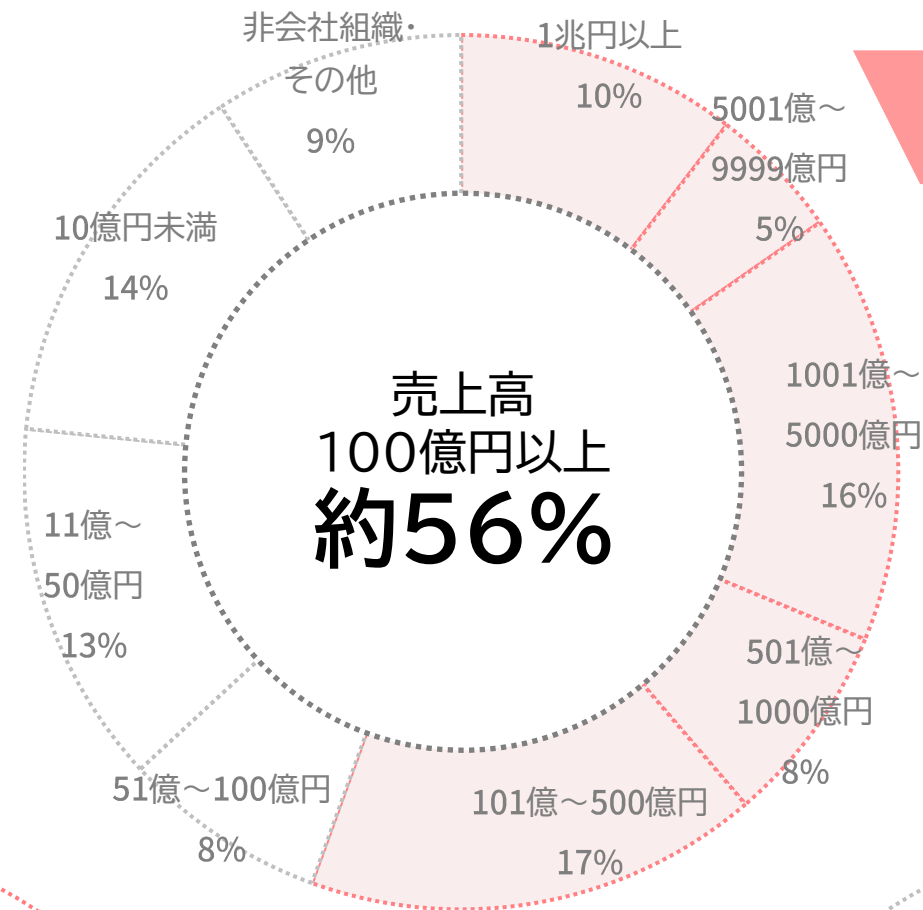 非会社組織・
その他
9%
1兆円以上
10%
5001億～
9999億円
5%
10億円未満
14%
1001億～
5000億円
16%
売上高
100億円以上
約56%
11億～
50億円
13%
501億～
1000億円
8%
51億～100億円
8%
101億～500億円
17%